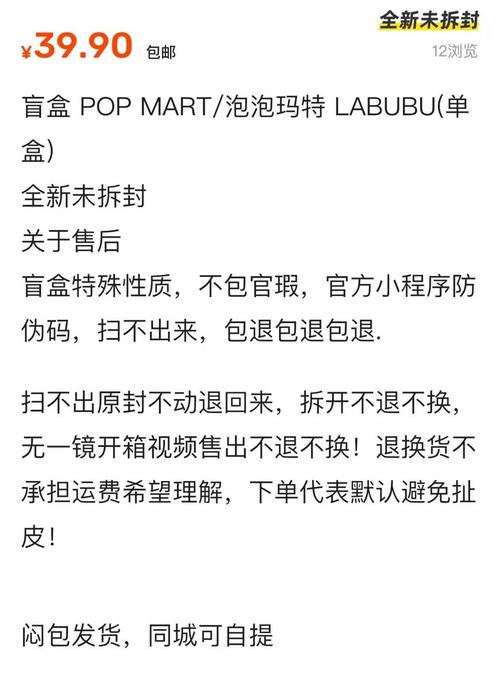 ¥39.90 包邮
全新未拆封
12浏览
盲盒 POP MART/泡泡玛特 LABUBU(单
盒)
全新未拆封
关于售后
盲盒特殊性质，不包官瑕，官方小程序防
伪码，扫不出来，包退包退包退.
扫不出原封不动退回来，拆开不退不换，
无一镜开箱视频售出不退不换！退换货不
承担运费希望理解，下单代表默认避免扯
皮！
闷包发货，同城可自提